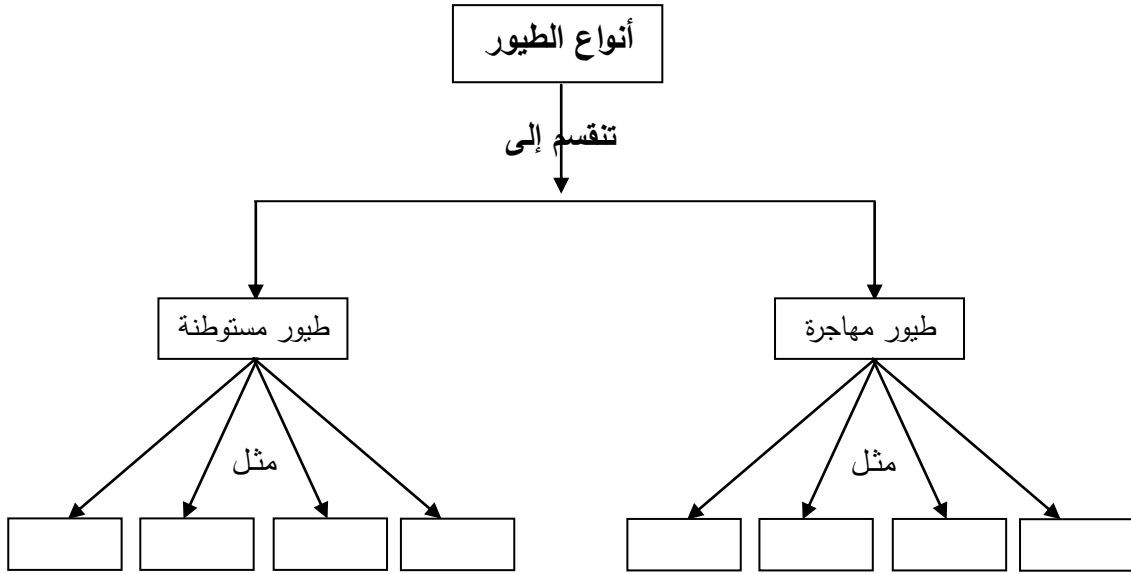 أنواع الطيور
تنقسم إلى
طيور مهاجرة
طيور مستوطنة
مثل
مثل